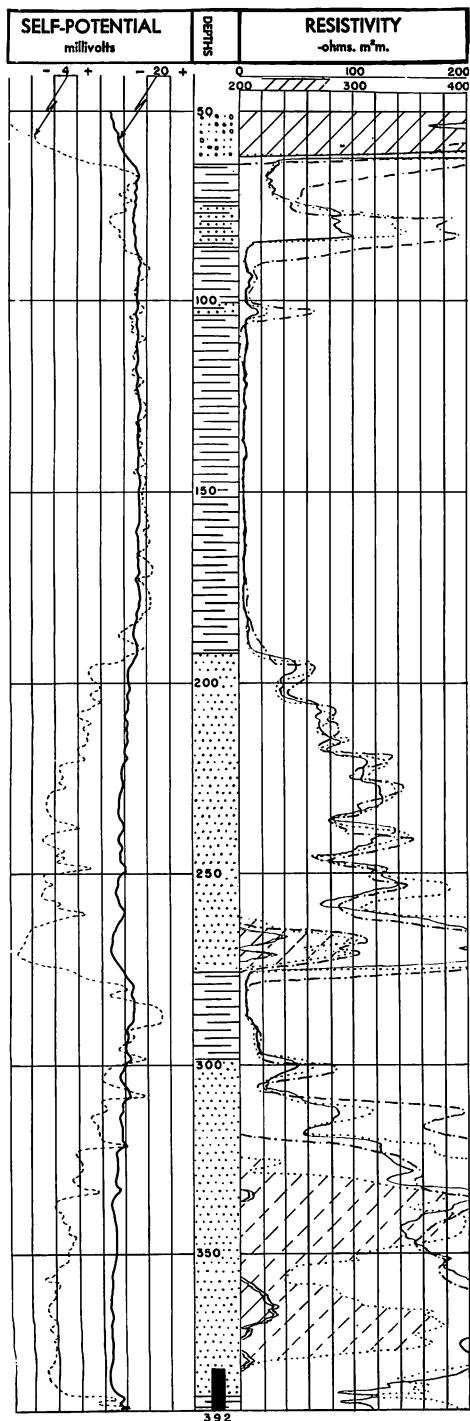 SELF-POTENTIAL
millivolts
DEPTHS
RESISTIVITY
-ohms. m²m.
- 4 +
- 20 +
0 100 200
200 300 400
50
100
150
200
250
300
350
392